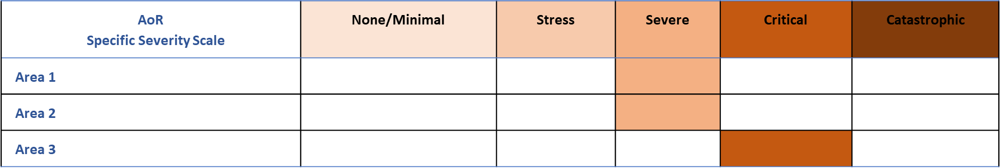 AoR
Specific Severity Scale
None/Minimal
Stress
Severe
Critical
Catastrophic
Area 1
Area 2
Area 3